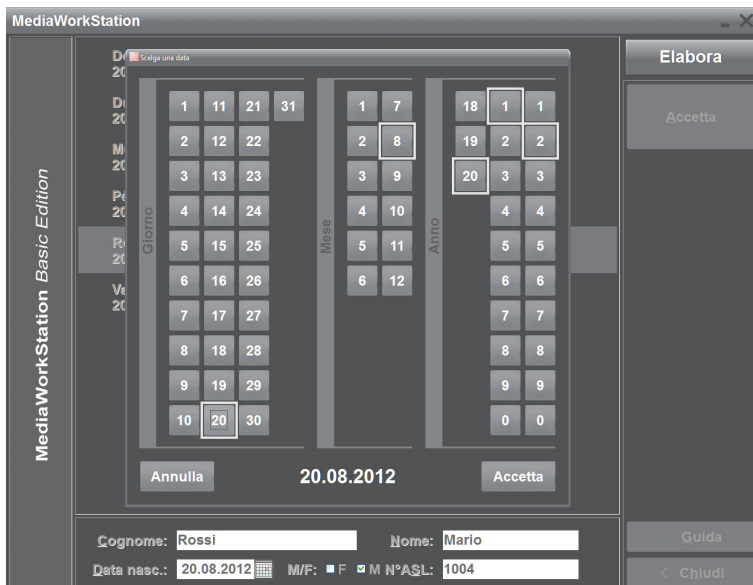 MediaWorkStation
MediaWorkStation Basic Edition
Scelga una data
Giorno
1 11 21 31
2 12 22
3 13 23
4 14 24
5 15 25
6 16 26
7 17 27
8 18 28
9 19 29
10 20 30
Mese
1 7
2 8
3 9
4 10
5 11
6 12
Anno
18 1 1
19 2 2
20 3 3
4 4
5 5
6 6
7 7
8 8
9 9
0 0
Annulla 20.08.2012 Accetta
Cognome: Rossi Nome: Mario
Data nasc.: 20.08.2012 M/F: F M N°ASL: 1004
Elabora
Accetta
Guida
< Chiudi